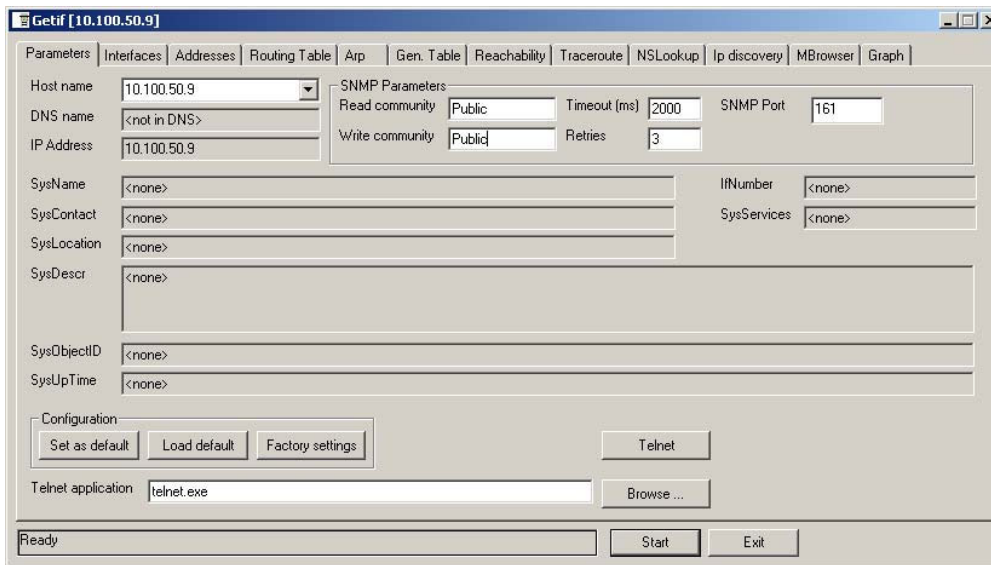 Getif [10.100.50.9]
Parameters Interfaces Addresses Routing Table Arp Gen. Table Reachability Traceroute NSLookup Ip discovery MBrowser Graph
Host name 10.100.50.9
DNS name <not in DNS>
IP Address 10.100.50.9
SNMP Parameters
Read community Public Timeout (ms) 2000 SNMP Port 161
Write community Public Retries 3
SysName <none> IfNumber <none>
SysContact <none> SysServices <none>
SysLocation <none>
SysDescr <none>
SysObjectID <none>
SysUpTime <none>
Configuration
Set as default Load default Factory settings Telnet
Telnet application telnet.exe Browse ...
Ready Start Exit